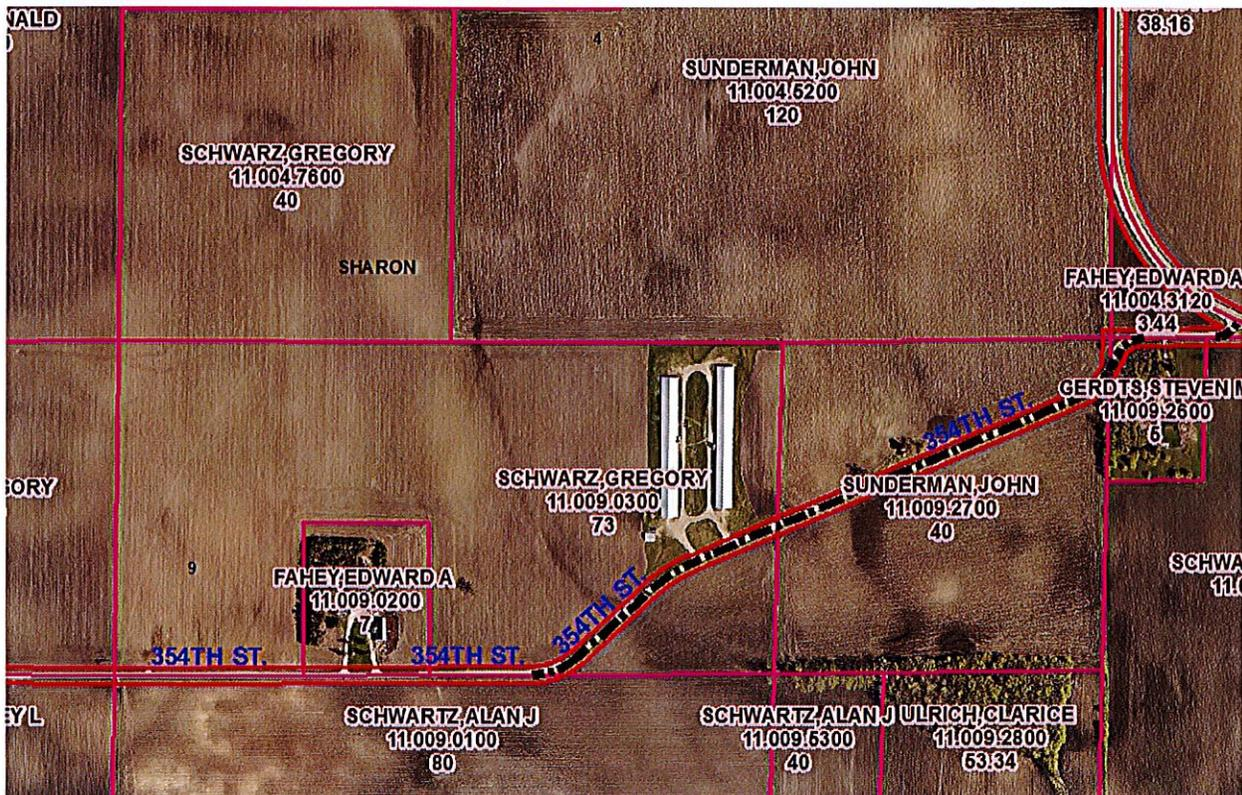 NALD
38.16
4
SUNDERMAN,JOHN
11.004.5200
120
SCHWARZ,GREGORY
11.004.7600
40
SHARON
FAHEY,EDWARD A
11.004.3120
3.44
GERDTS,STEVEN M
11.009.2600
5
354TH ST.
GORY
SCHWARZ,GREGORY
11.009.0300
73
SUNDERMAN,JOHN
11.009.2700
40
SCHWA
11.0
9
FAHEY,EDWARD A
11.009.0200
7
354TH ST.
354TH ST.
354TH ST.
EY L
SCHWARTZ,ALAN J
11.009.0100
80
SCHWARTZ,ALAN J
11.009.5300
40
ULRICH,CLARICE
11.009.2800
53.34